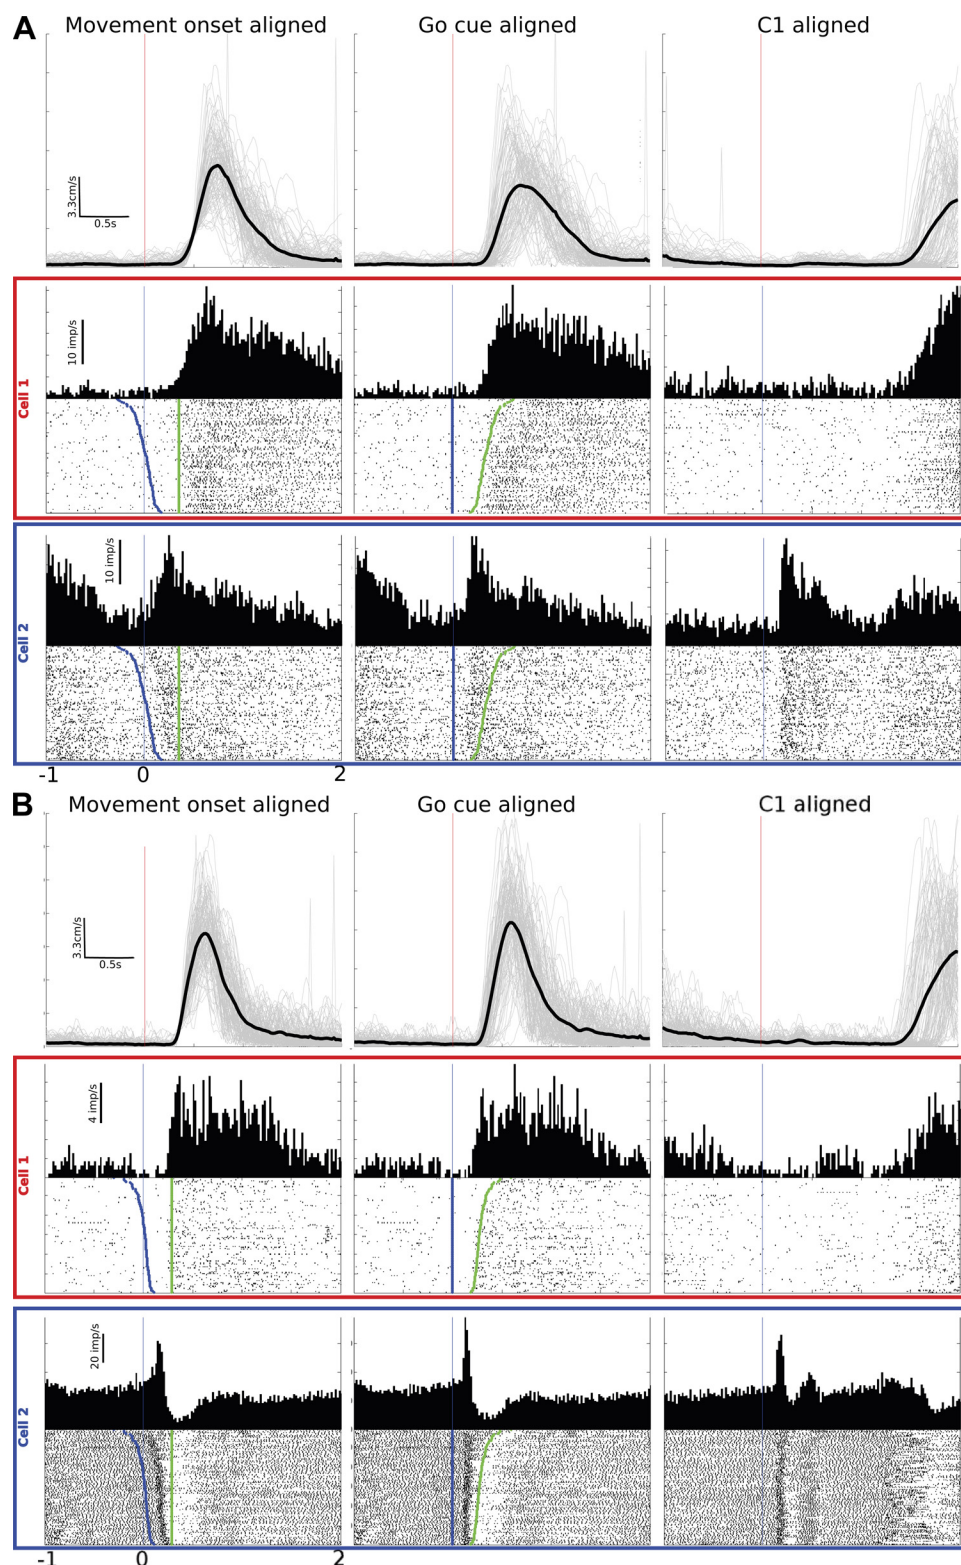 A
Movement onset aligned
Go cue aligned
C1 aligned
3.3cm/s
0.5s
Cell 1
10 imp/s
Cell 2
10 imp/s
-1
0
2
B
Movement onset aligned
Go cue aligned
C1 aligned
3.3cm/s
0.5s
Cell 1
4 imp/s
Cell 2
20 imp/s
-1
0
2